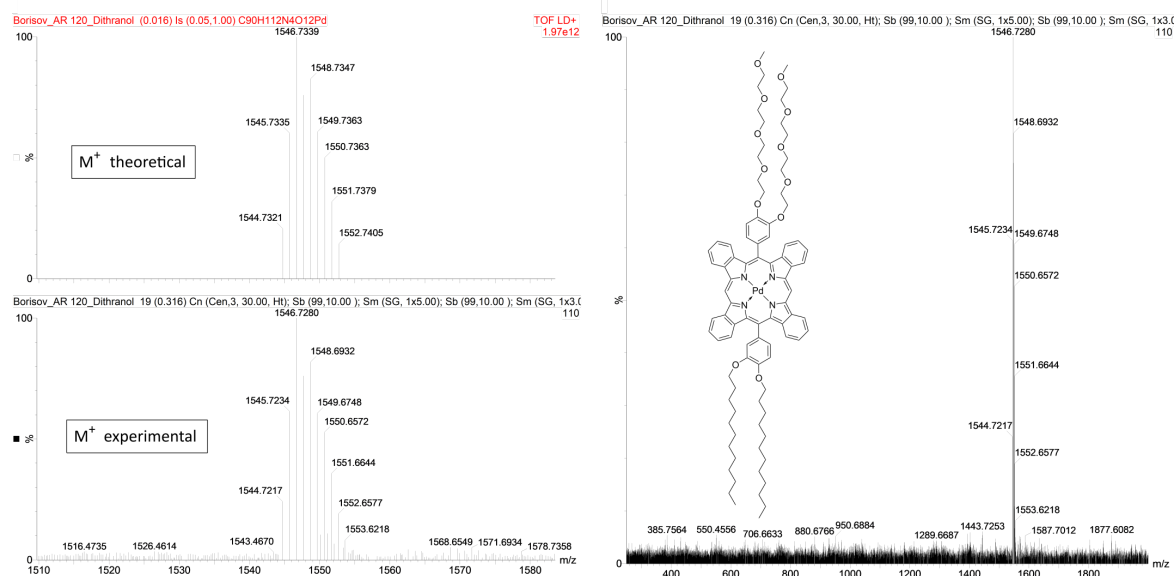 Borisov_AR 120_Dithranol (0.016) Is (0.05,1.00) C90H112N4O12Pd
TOF LD+
1.97e12
100
1546.7339
1548.7347
1545.7335
1549.7363
1550.7363
M+ theoretical
%
1551.7379
1544.7321
1552.7405
0
Borisov_AR 120_Dithranol 19 (0.316) Cn (Cen,3, 30.00, Ht); Sb (99,10.00 ); Sm (SG, 1x5.00); Sb (99,10.00 ); Sm (SG, 1x3.0
110
100
1546.7280
1548.6932
1545.7234
1549.6748
1550.6572
M+ experimental
%
1551.6644
1544.7217
1552.6577
1553.6218
1516.4735
1526.4614
1543.4670
1568.6549
1571.6934
1578.7358
0
m/z
1510
1520
1530
1540
1550
1560
1570
1580
Borisov_AR 120_Dithranol 19 (0.316) Cn (Cen,3, 30.00, Ht); Sb (99,10.00 ); Sm (SG, 1x5.00); Sb (99,10.00 ); Sm (SG, 1x3.0
110
100
1546.7280
O
O
O
O
O
O
O
O
O
O
1548.6932
1545.7234
1549.6748
1550.6572
N
N
Pd
N
N
%
O
O
1551.6644
1544.7217
1552.6577
1553.6218
385.7564
550.4556
706.6633
880.6766
950.6884
1289.6687
1443.7253
1587.7012
1877.6082
0
m/z
400
600
800
1000
1200
1400
1600
1800